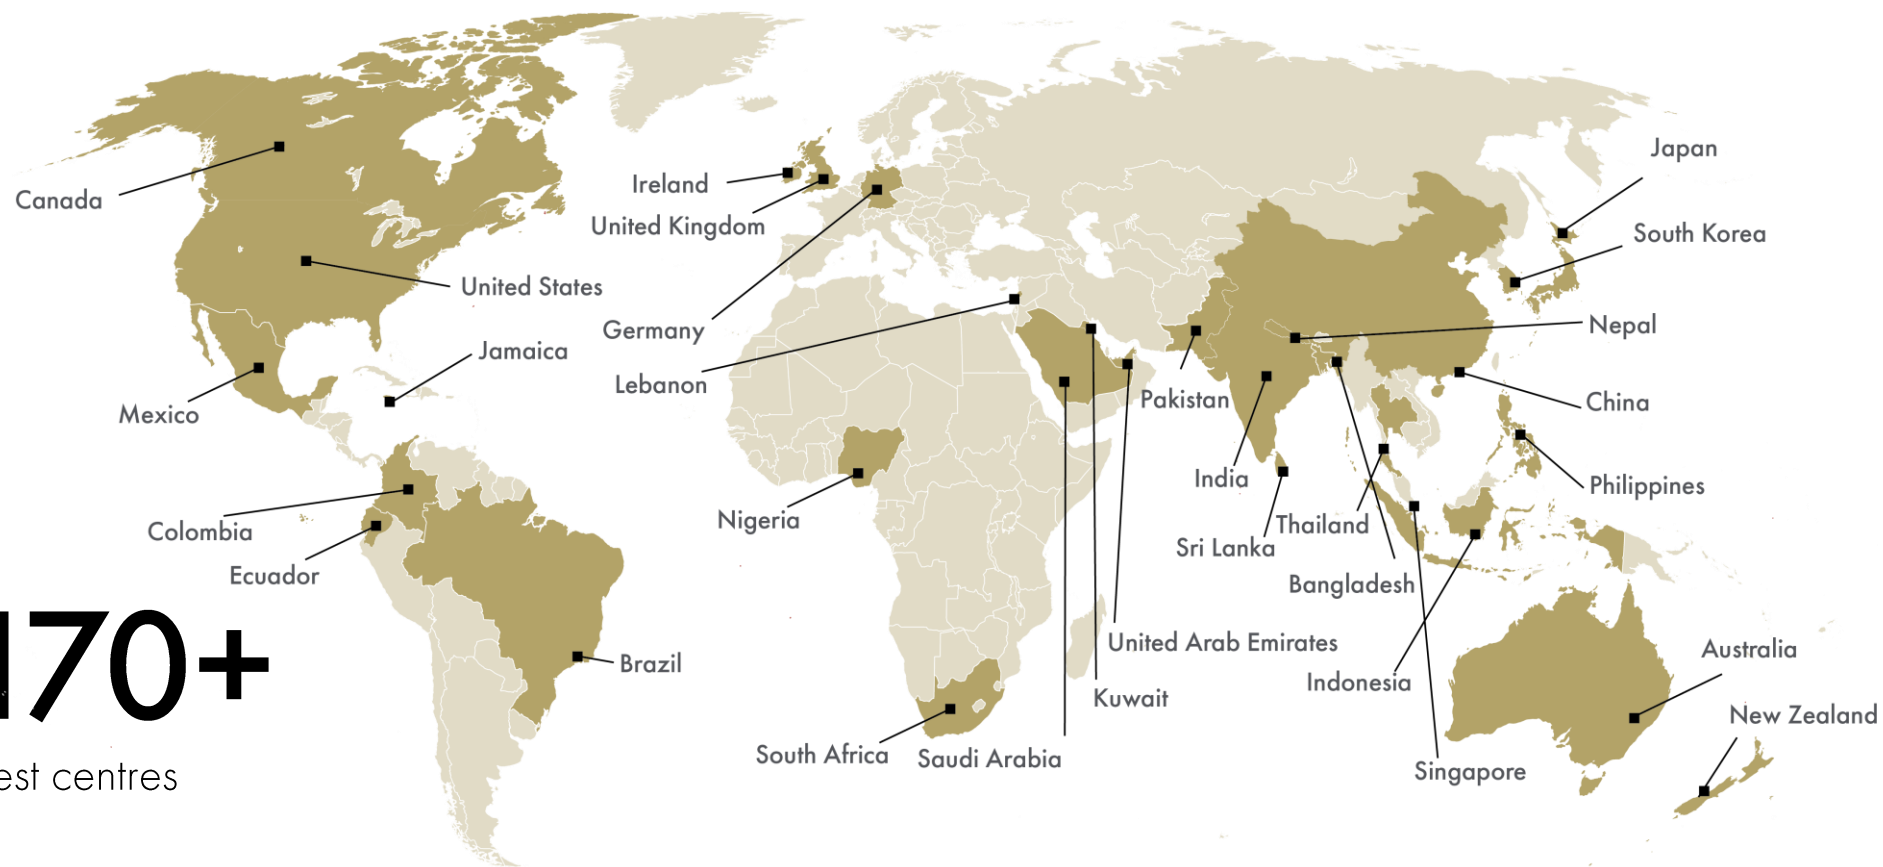 Japan
Ireland
Canada
United Kingdom
South Korea
United States
Germany
Nepal
Jamaica
Lebanon
Pakistan
China
Mexico
India
Philippines
Nigeria
Thailand
Colombia
Sri Lanka
Ecuador
Bangladesh
170+
United Arab Emirates
Australia
Brazil
Indonesia
Kuwait
New Zealand
South Africa
Saudi Arabia
Singapore
est centres